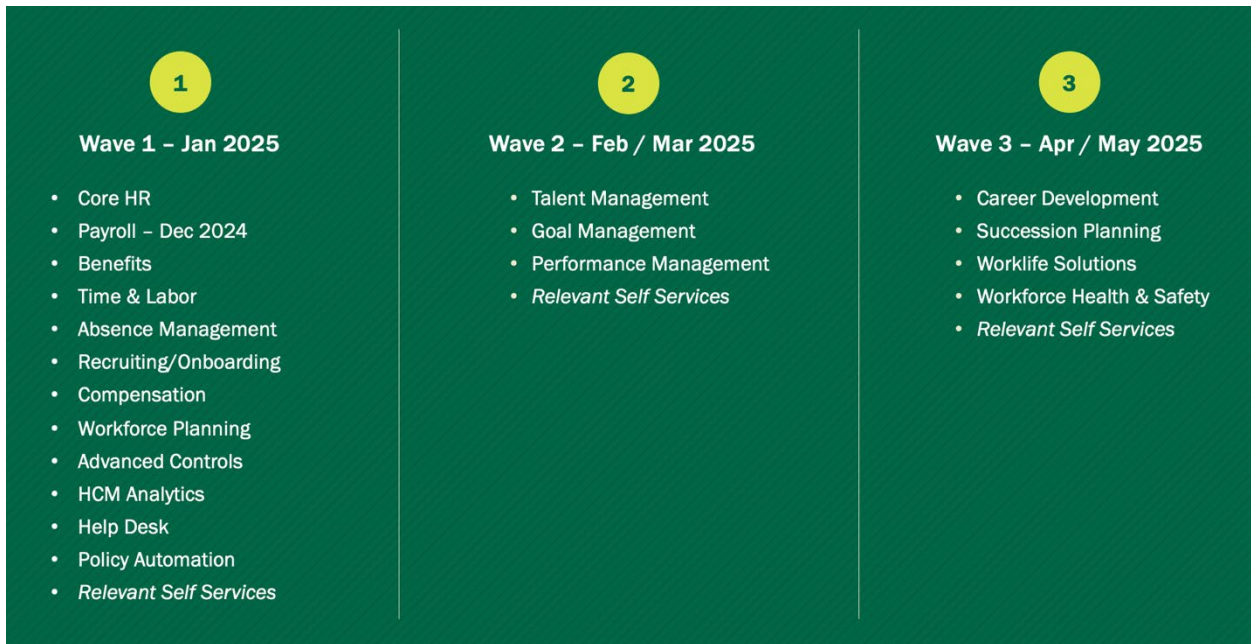 1
Wave 1 – Jan 2025
• Core HR
• Payroll – Dec 2024
• Benefits
• Time & Labor
• Absence Management
• Recruiting/Onboarding
• Compensation
• Workforce Planning
• Advanced Controls
• HCM Analytics
• Help Desk
• Policy Automation
• Relevant Self Services
2
Wave 2 – Feb / Mar 2025
• Talent Management
• Goal Management
• Performance Management
• Relevant Self Services
3
Wave 3 – Apr / May 2025
• Career Development
• Succession Planning
• Worklife Solutions
• Workforce Health & Safety
• Relevant Self Services